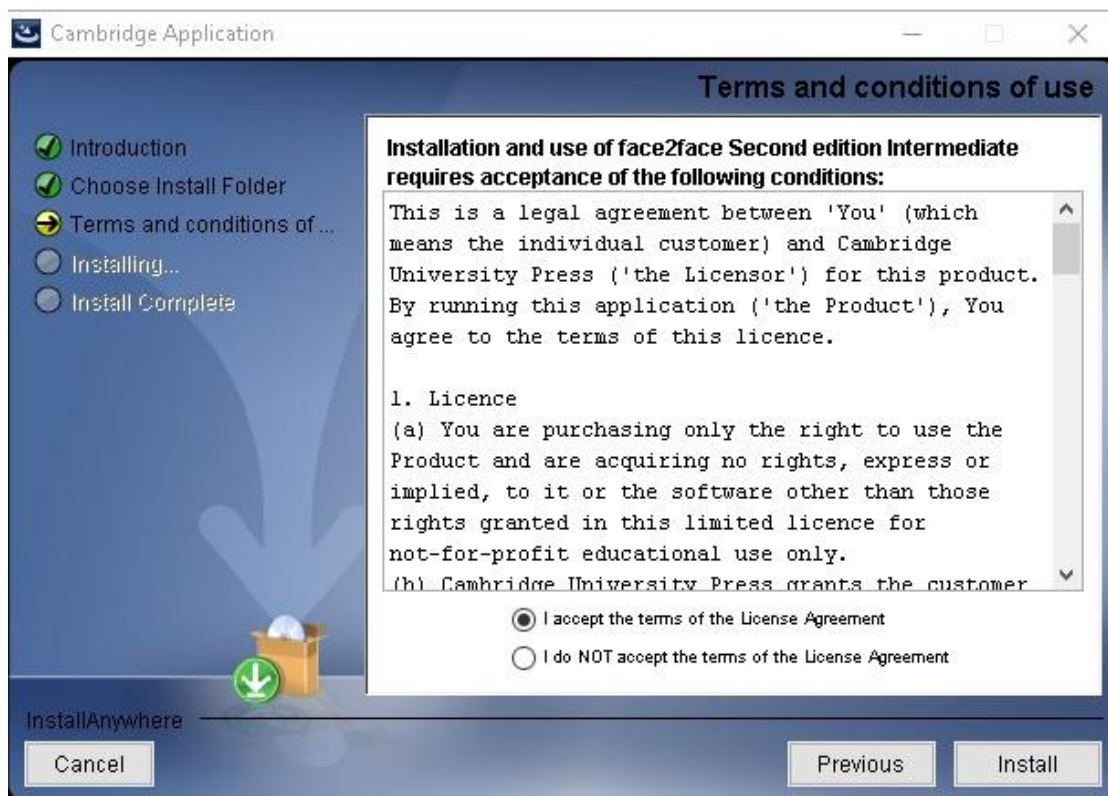 Cambridge Application
Terms and conditions of use
Introduction
Choose Install Folder
Terms and conditions of ...
Installing...
Install Complete
Installation and use of face2face Second edition Intermediate
requires acceptance of the following conditions:
This is a legal agreement between 'You' (which
means the individual customer) and Cambridge
University Press ('the Licensor') for this product.
By running this application ('the Product'), You
agree to the terms of this licence.
1. Licence
(a) You are purchasing only the right to use the
Product and are acquiring no rights, express or
implied, to it or the software other than those
rights granted in this limited licence for
not-for-profit educational use only.
(b) Cambridge University Press grants the customer
I accept the terms of the License Agreement
I do NOT accept the terms of the License Agreement
InstallAnywhere
Cancel
Previous
Install